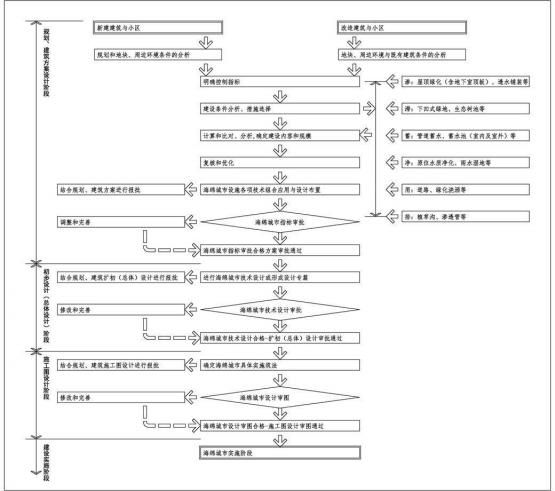 规划、建筑方案设计阶段
新建建筑与小区
改造建筑与小区
规划和地块、周边环境条件的分析
地块、周边环境与既有建筑条件的分析
明确控制指标
渗：屋顶绿化（含地下室顶板）、透水铺装等
建设条件分析、措施选择
滞：下凹式绿地、生态树池等
计算和比对、分析,确定建设内容和规模
蓄：管道蓄水、蓄水池（室内及室外）等
复核和优化
净：原位水质净化、雨水湿地等
结合规划、建筑方案进行报批
海绵城市设施各项技术组合应用与设计布置
用：道路、绿化浇洒等
调整和完善
海绵城市指标审批
排：植草沟、渗透管等
海绵城市指标审批合格方案审批通过
初步设计（总体设计）阶段
结合规划、建筑扩初（总体）设计进行报批
进行海绵城市技术设计或形成设计专篇
修改和完善
海绵城市技术设计审批
海绵城市技术设计合格-扩初（总体）设计审批通过
施工图设计阶段
结合规划、建筑施工图设计进行报批
确定海绵城市具体实施做法
修改和完善
海绵城市设计审图
海绵城市设计审图合格-施工图设计审图通过
建设实施阶段
海绵城市实施阶段